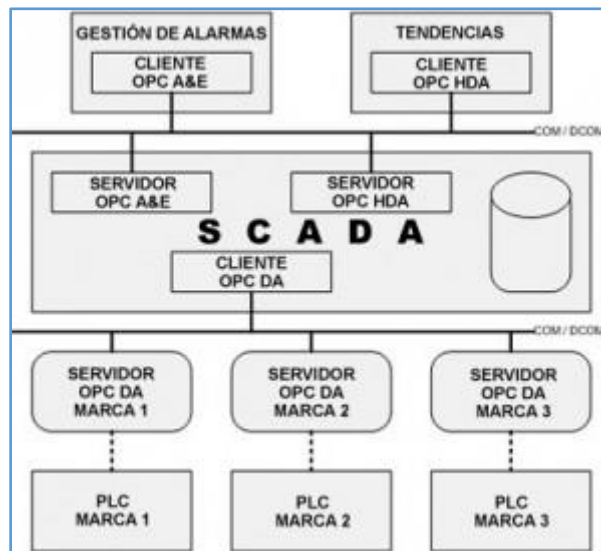 GESTIÓN DE ALARMAS
CLIENTE
OPC A&E
TENDENCIAS
CLIENTE
OPC HDA
COM / DCOM
SERVIDOR
OPC A&E
SERVIDOR
OPC HDA
S C A D A
CLIENTE
OPC DA
COM / DCOM
SERVIDOR
OPC DA
MARCA 1
SERVIDOR
OPC DA
MARCA 2
SERVIDOR
OPC DA
MARCA 3
PLC
MARCA 1
PLC
MARCA 2
PLC
MARCA 3